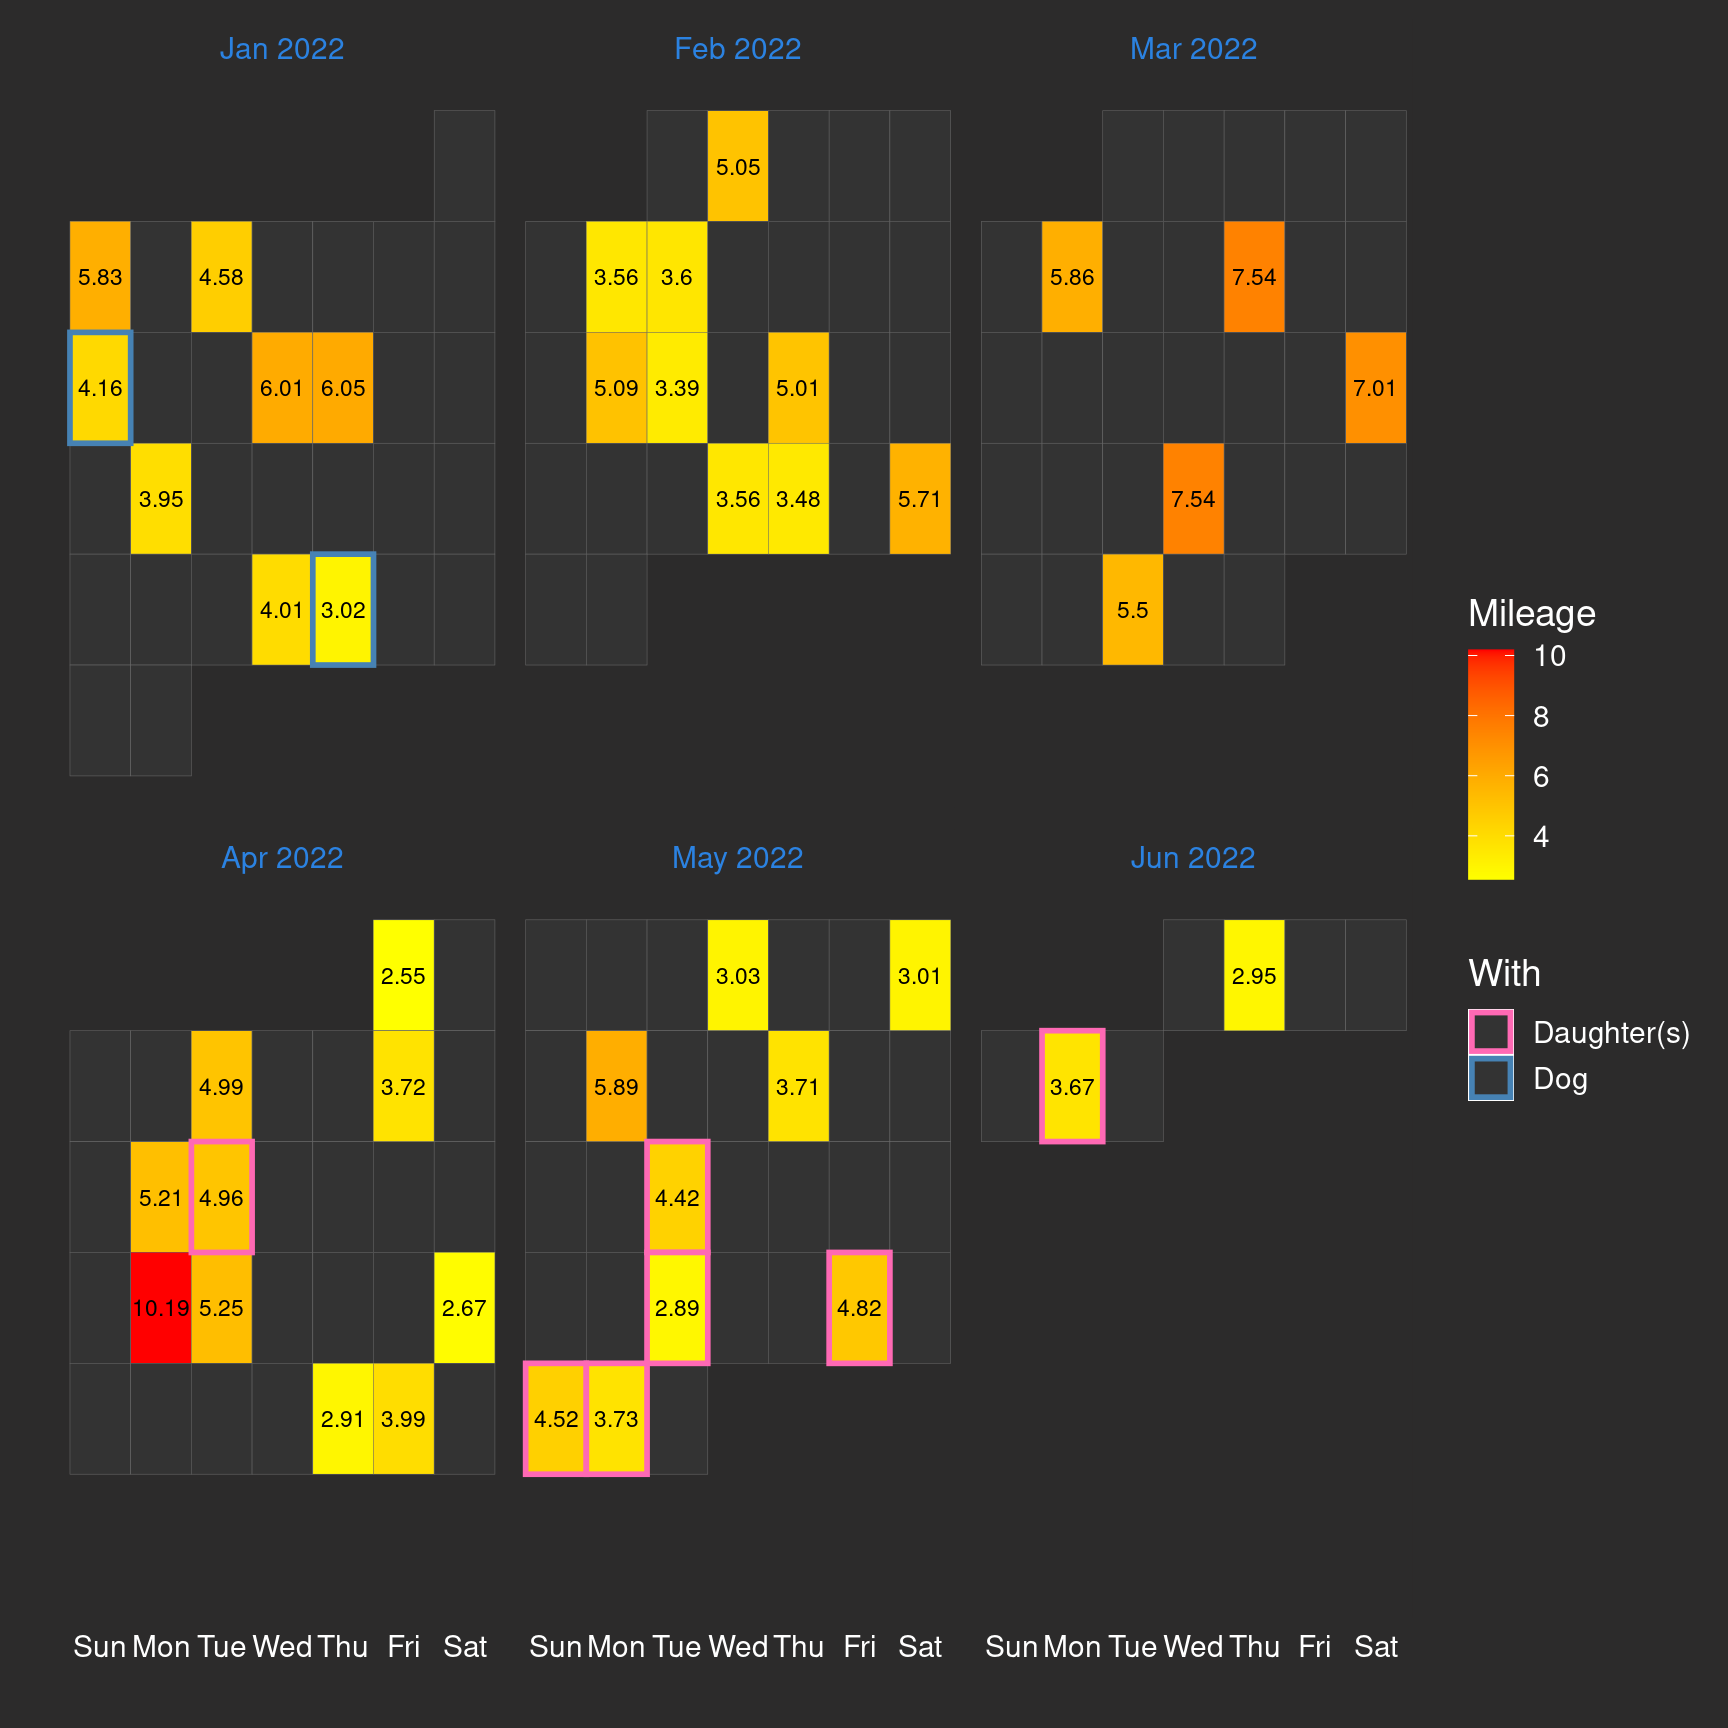 Jan 2022 Feb 2022 Mar 2022
5.05
5.83 4.58 3.56 3.6 5.86 7.54
4.16 6.01 6.05 5.09 3.39 5.01 7.01
3.95 3.56 3.48 5.71 7.54
4.01 3.02 5.5
Mileage
10
8
6
4
Apr 2022 May 2022 Jun 2022
2.55 3.03 3.01 2.95
4.99 3.72 5.89 3.71 3.67
5.21 4.96 4.42
10.19 5.25 2.67 2.89 4.82
2.91 3.99 4.52 3.73
With
Daughter(s)
Dog
Sun Mon Tue Wed Thu Fri Sat Sun Mon Tue Wed Thu Fri Sat Sun Mon Tue Wed Thu Fri Sat